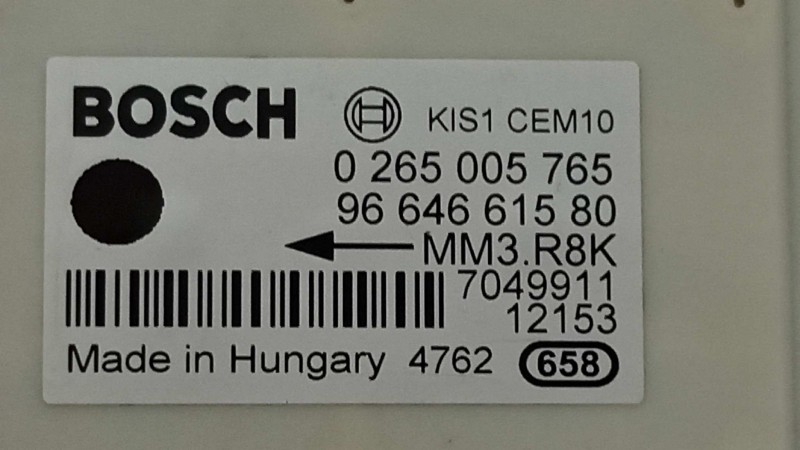 BOSCH KIS1 CEM10
0 265 005 765
96 646 615 80
MM3.R8K
7049911
12153
Made in Hungary 4762 658